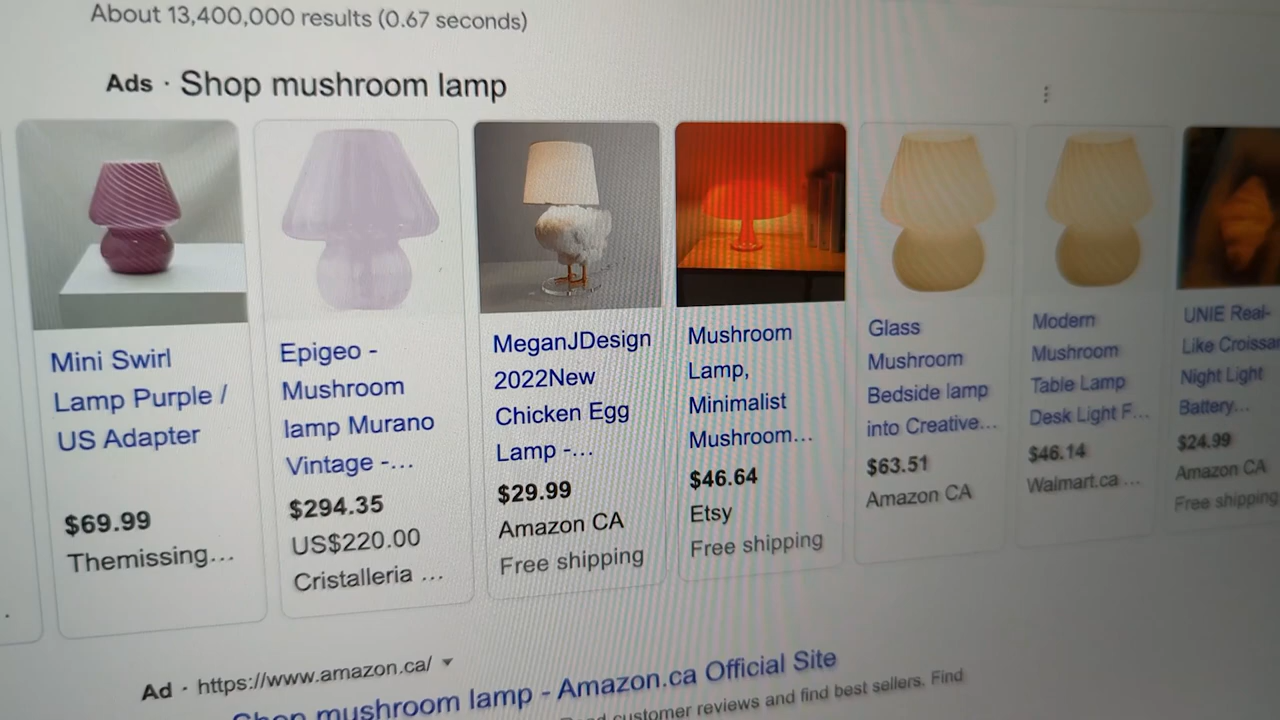 About 13,400,000 results (0.67 seconds)
Ads · Shop mushroom lamp
Mini Swirl
Lamp Purple /
US Adapter
$69.99
Themissing...
Epigeo -
Mushroom
lamp Murano
Vintage -...
$294.35
US$220.00
Cristalleria ...
MeganJDesign
2022New
Chicken Egg
Lamp -...
$29.99
Amazon CA
Free shipping
Mushroom
Lamp,
Minimalist
Mushroom...
$46.64
Etsy
Free shipping
Glass
Mushroom
Bedside lamp
into Creative...
$63.51
Amazon CA
Modern
Mushroom
Table Lamp
Desk Light F...
$46.14
Walmart.ca ...
UNIE Real-
Like Croissa
Night Light
Battery...
$24.99
Amazon CA
Free shipping
Ad · https://www.amazon.ca/
Shop mushroom lamp - Amazon.ca Official Site
customer reviews and find best sellers. Find